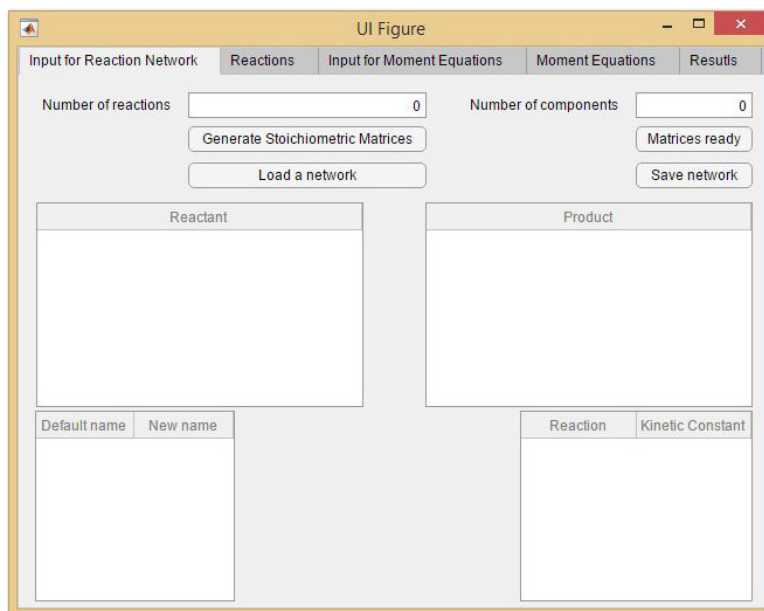 UI Figure
Input for Reaction Network Reactions Input for Moment Equations Moment Equations Resutls
Number of reactions 0 Number of components 0
Generate Stoichiometric Matrices Matrices ready
Load a network Save network
Reactant Product
Default name New name Reaction Kinetic Constant